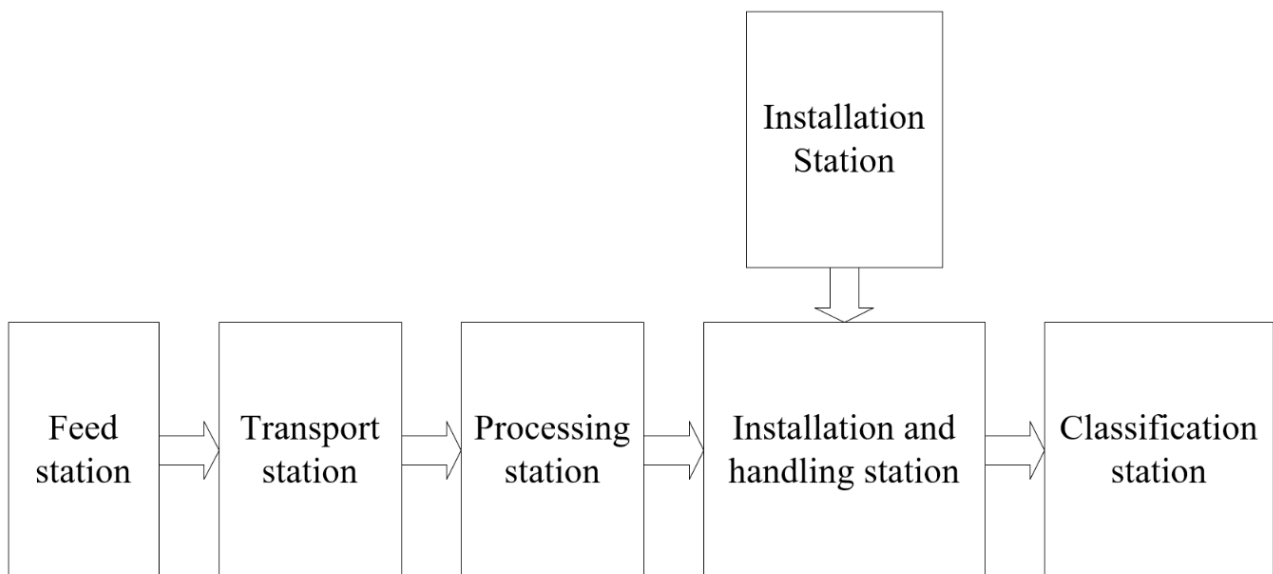 Installation
Station
Feed
station
Transport
station
Processing
station
Installation and
handling station
Classification
station